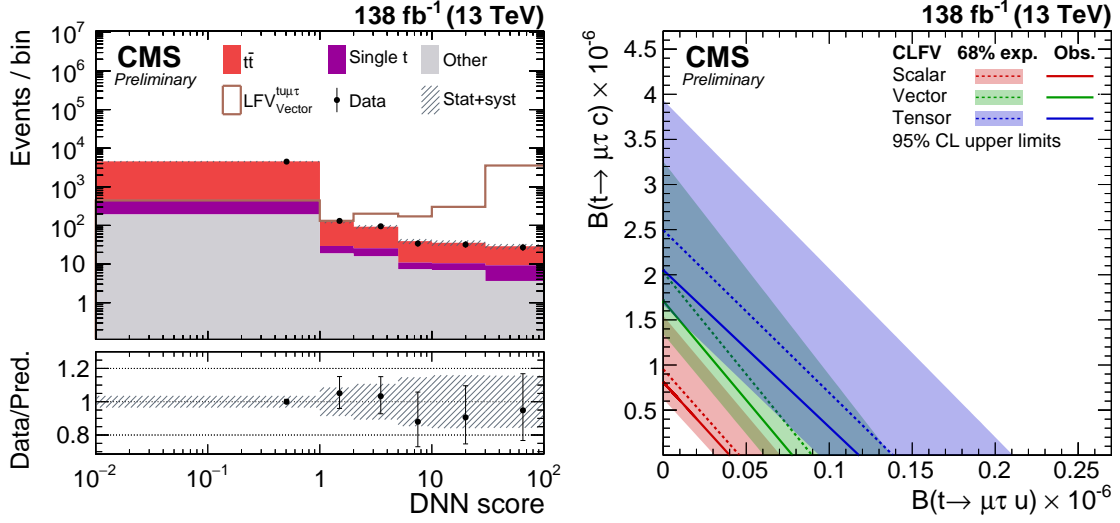 138 fb⁻¹ (13 TeV)
CMS
Preliminary
tt̄
Single t
Other
LFV^{tuμτ}_{Vector}
Data
Stat+syst
Events / bin
10⁷
10⁶
10⁵
10⁴
10³
10²
10
1
Data/Pred.
1.2
1.0
0.8
10⁻² 10⁻¹ 1 10 10²
DNN score
138 fb⁻¹ (13 TeV)
CMS
Preliminary
CLFV 68% exp. Obs.
Scalar
Vector
Tensor
95% CL upper limits
B(t→ μτ c) × 10⁻⁶
4.5
4
3.5
3
2.5
2
1.5
1
0.5
0 0.05 0.1 0.15 0.2 0.25
B(t→ μτ u) × 10⁻⁶